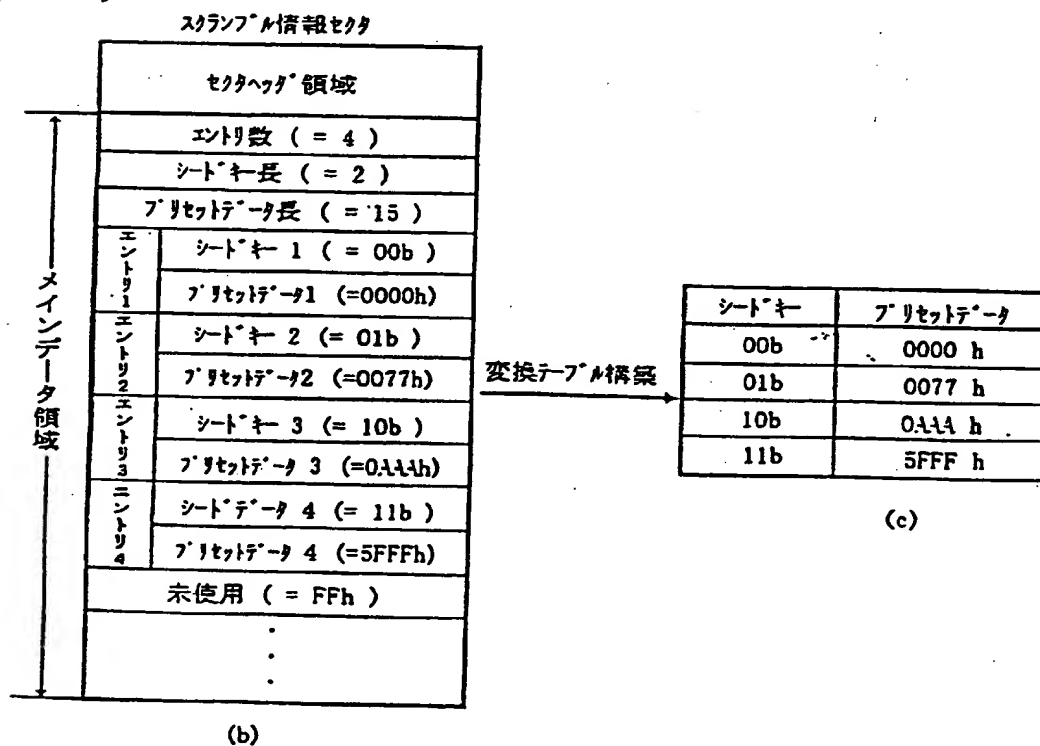 スクランブル情報セクタ
セクタヘッダ領域
エントリ数 ( = 4 )
シードキー長 ( = 2 )
プリセットデータ長 ( = 15 )
エントリ1
シードキー 1 ( = 00b )
プリセットデータ1 (=0000h)
エントリ2
シードキー 2 (= 01b )
プリセットデータ2 (=0077h)
エントリ3
シードキー 3 (= 10b )
プリセットデータ 3 (=0AAAh)
エントリ4
シードデータ 4 (= 11b )
プリセットデータ 4 (=5FFFh)
未使用 ( = FFh )
メインデータ領域
(b)
変換テーブル構築
シードキー プリセットデータ
00b 0000 h
01b 0077 h
10b 0AAA h
11b 5FFF h
(c)